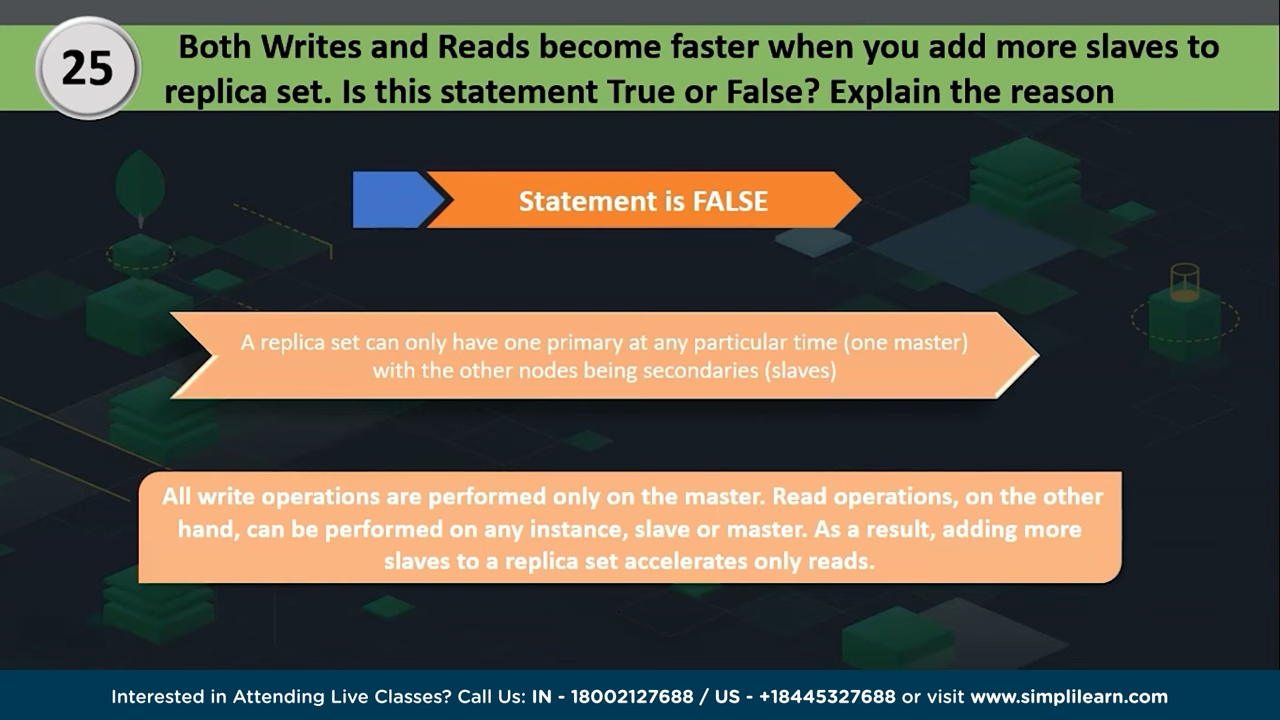 25
Both Writes and Reads become faster when you add more slaves to
replica set. Is this statement True or False? Explain the reason
Statement is FALSE
A replica set can only have one primary at any particular time (one master)
with the other nodes being secondaries (slaves)
All write operations are performed only on the master. Read operations, on the other
hand, can be performed on any instance, slave or master. As a result, adding more
slaves to a replica set accelerates only reads.
Interested in Attending Live Classes? Call Us: IN - 18002127688 / US - +18445327688 or visit www.simplilearn.com